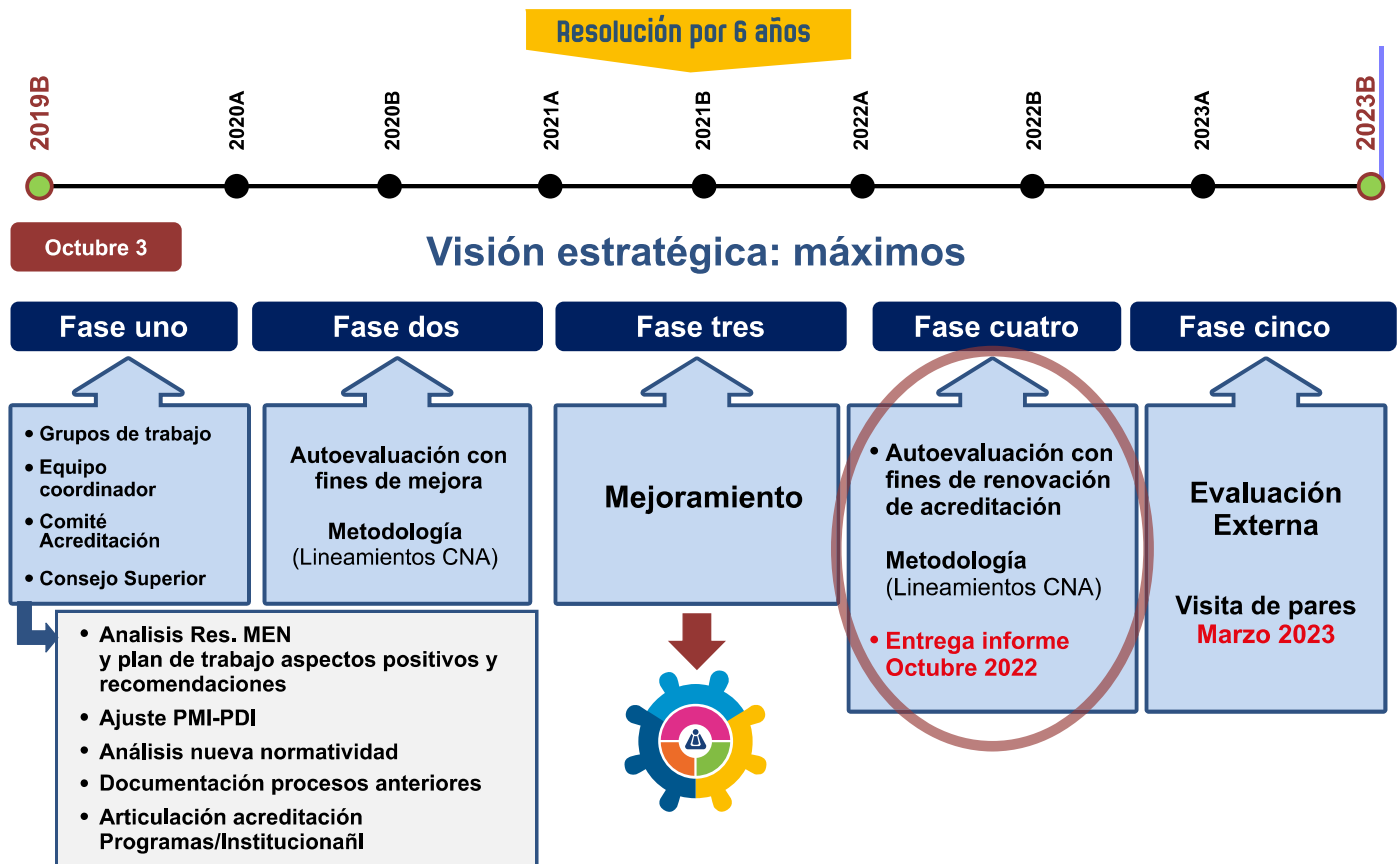 Resolución por 6 años
2019B
2020A
2020B
2021A
2021B
2022A
2022B
2023A
2023B
Octubre 3
Visión estratégica: máximos
Fase uno
Fase dos
Fase tres
Fase cuatro
Fase cinco
• Grupos de trabajo
• Equipo
coordinador
• Comité
Acreditación
• Consejo Superior
Autoevaluación con
fines de mejora
Metodología
(Lineamientos CNA)
Mejoramiento
• Autoevaluación con
fines de renovación
de acreditación
Metodología
(Lineamientos CNA)
• Entrega informe
Octubre 2022
Evaluación
Externa
Visita de pares
Marzo 2023
• Analisis Res. MEN
y plan de trabajo aspectos positivos y
recomendaciones
• Ajuste PMI-PDI
• Análisis nueva normatividad
• Documentación procesos anteriores
• Articulación acreditación
Programas/Institucionañl